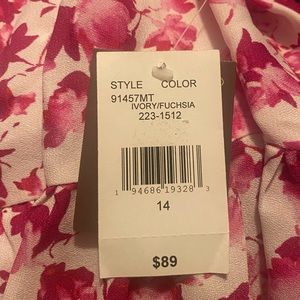 STYLE COLOR
91457MT
IVORY/FUCHSIA
223-1512
1 94686 19328 3
14
$89